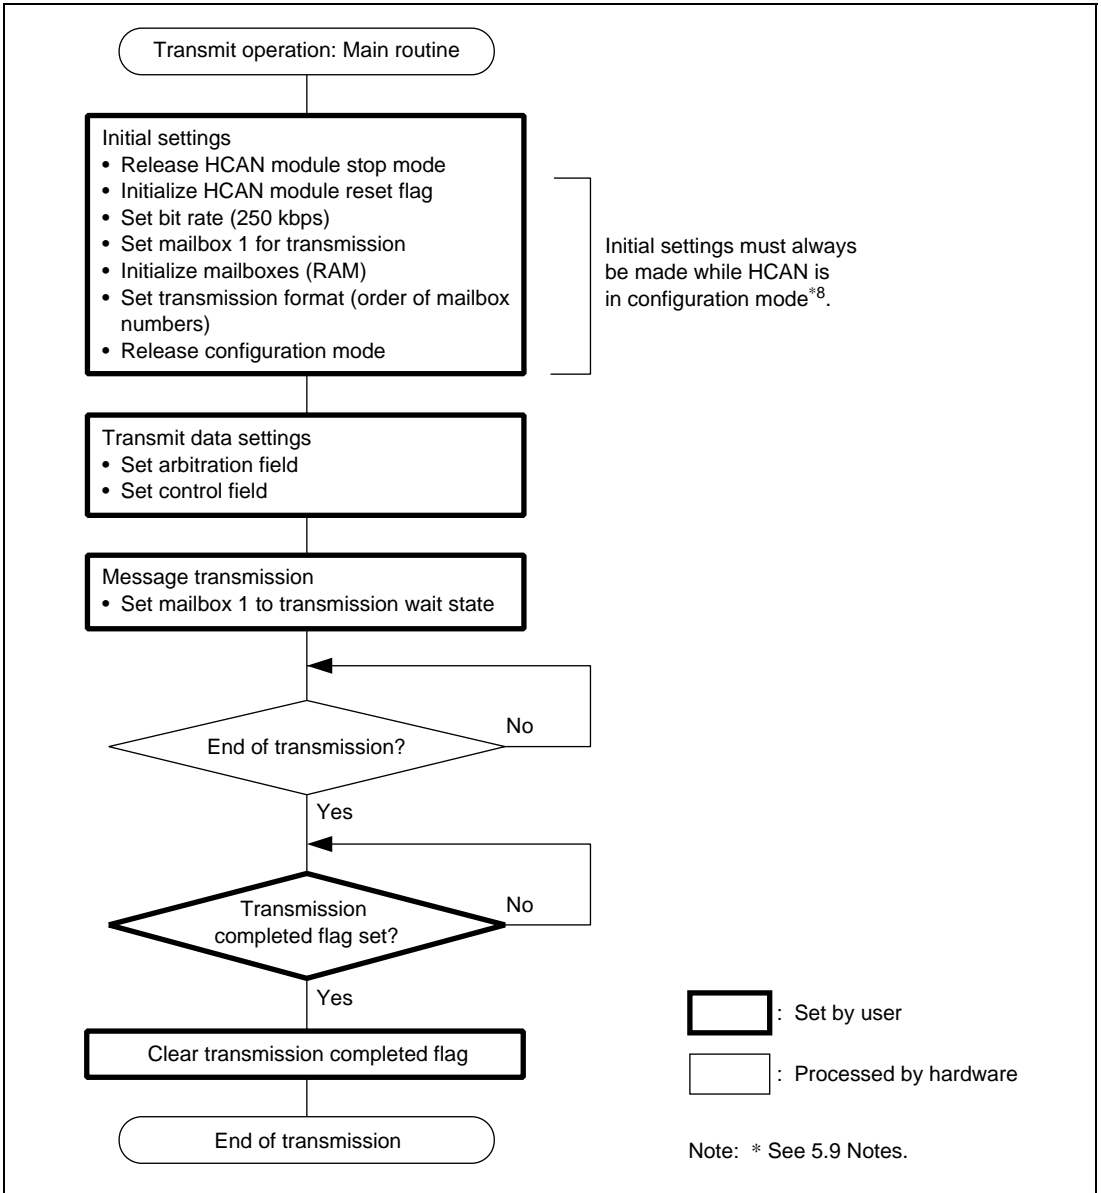 Transmit operation: Main routine
Initial settings
• Release HCAN module stop mode
• Initialize HCAN module reset flag
• Set bit rate (250 kbps)
• Set mailbox 1 for transmission
• Initialize mailboxes (RAM)
• Set transmission format (order of mailbox
numbers)
• Release configuration mode
Initial settings must always
be made while HCAN is
in configuration mode*8.
Transmit data settings
• Set arbitration field
• Set control field
Message transmission
• Set mailbox 1 to transmission wait state
No
End of transmission?
Yes
No
Transmission
completed flag set?
Yes
Clear transmission completed flag
End of transmission
: Set by user
: Processed by hardware
Note: * See 5.9 Notes.